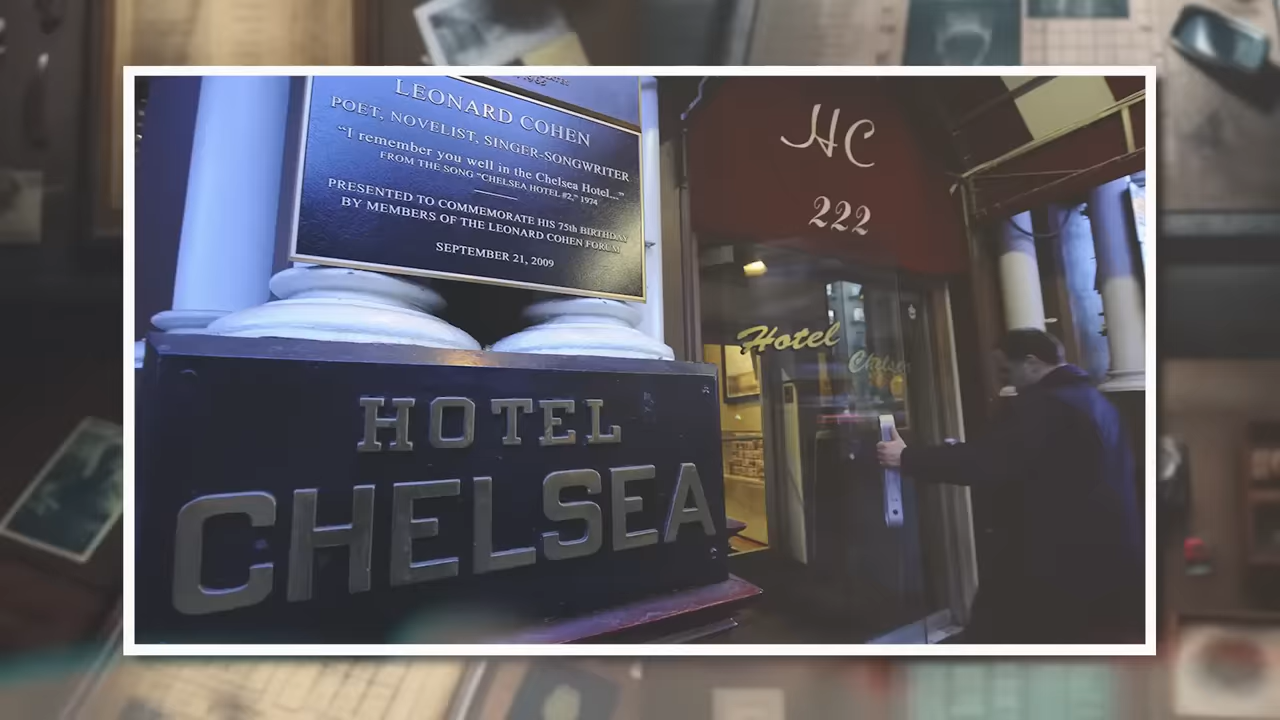 LEONARD COHEN
POET, NOVELIST, SINGER-SONGWRITER
“I remember you well in the Chelsea Hotel...”
FROM THE SONG “CHELSEA HOTEL #2,” 1974
PRESENTED TO COMMEMORATE HIS 75th BIRTHDAY
BY MEMBERS OF THE LEONARD COHEN FORUM
SEPTEMBER 21, 2009
HOTEL
CHELSEA
HC
222
Hotel
Chelsea